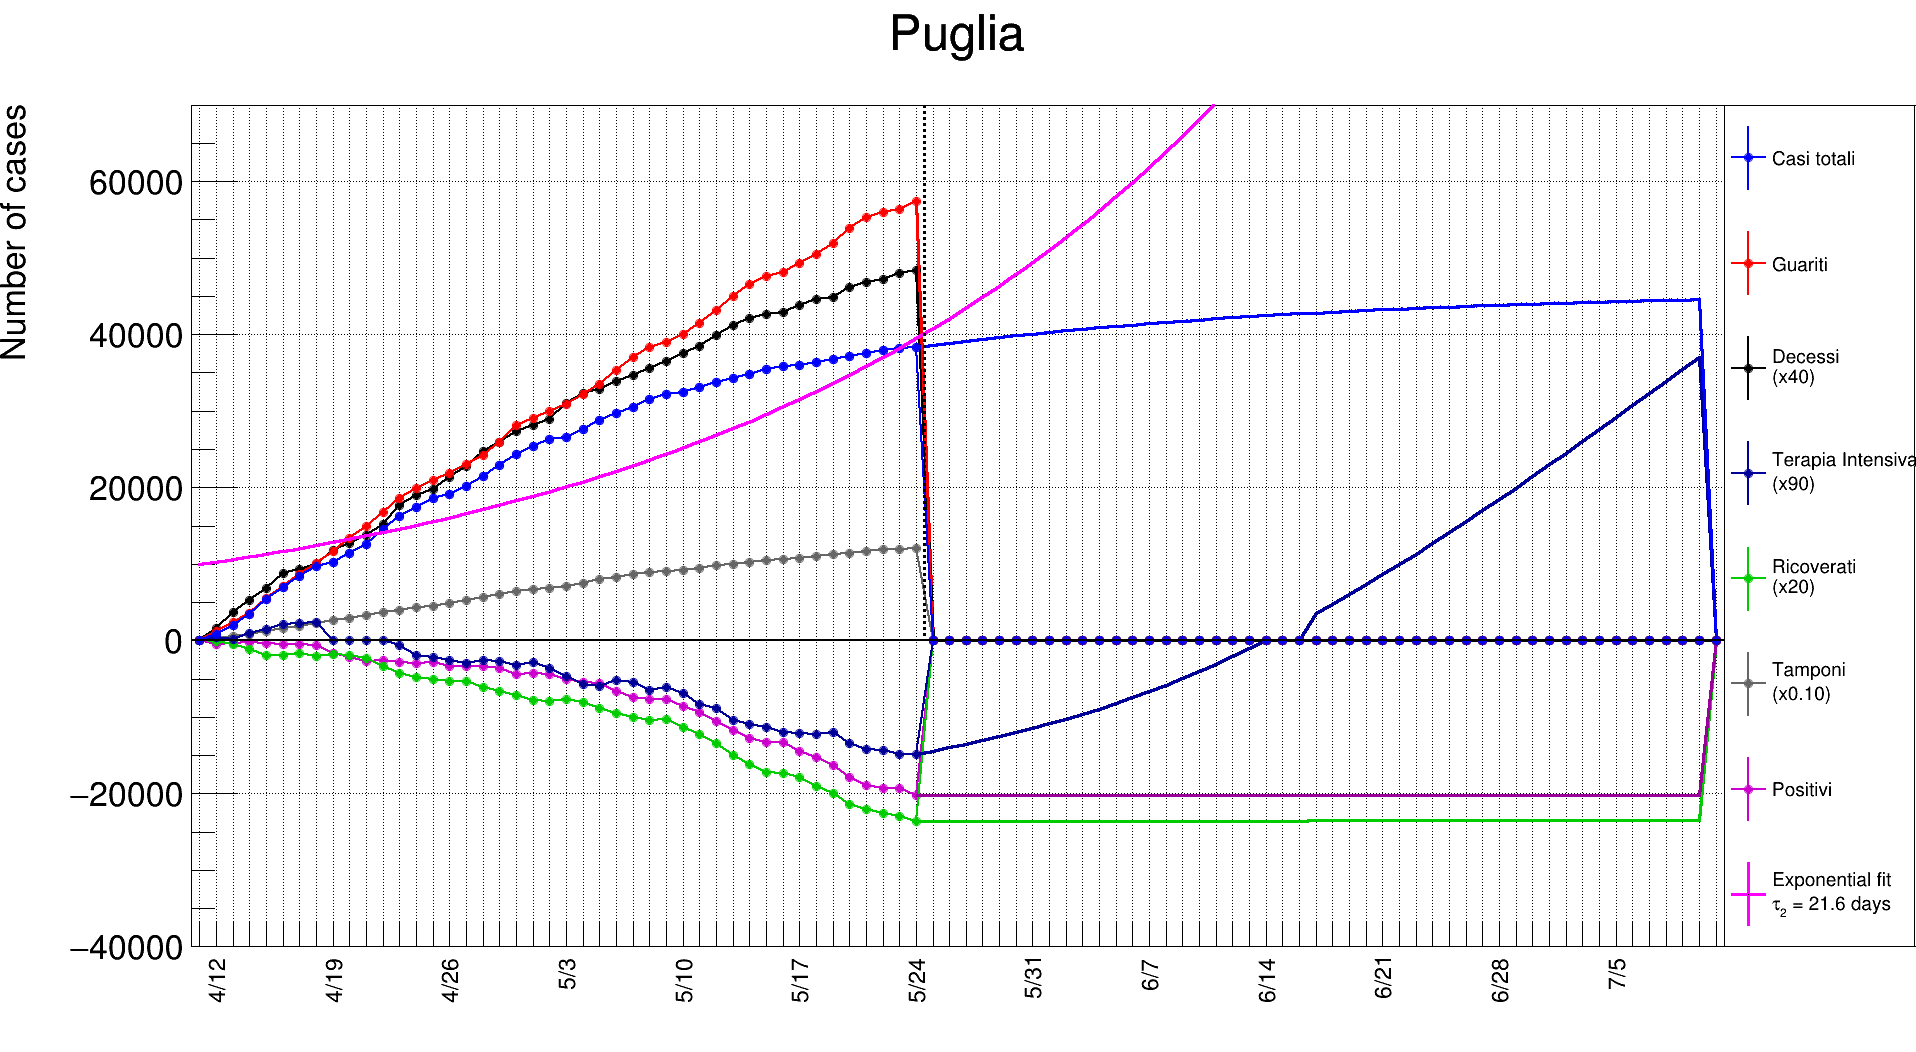 Puglia
Number of cases
60000
40000
20000
0
−20000
−40000
4/12
4/19
4/26
5/3
5/10
5/17
5/24
5/31
6/7
6/14
6/21
6/28
7/5
Casi totali
Guariti
Decessi
(x40)
Terapia Intensiva
(x90)
Ricoverati
(x20)
Tamponi
(x0.10)
Positivi
Exponential fit
τ2 = 21.6 days